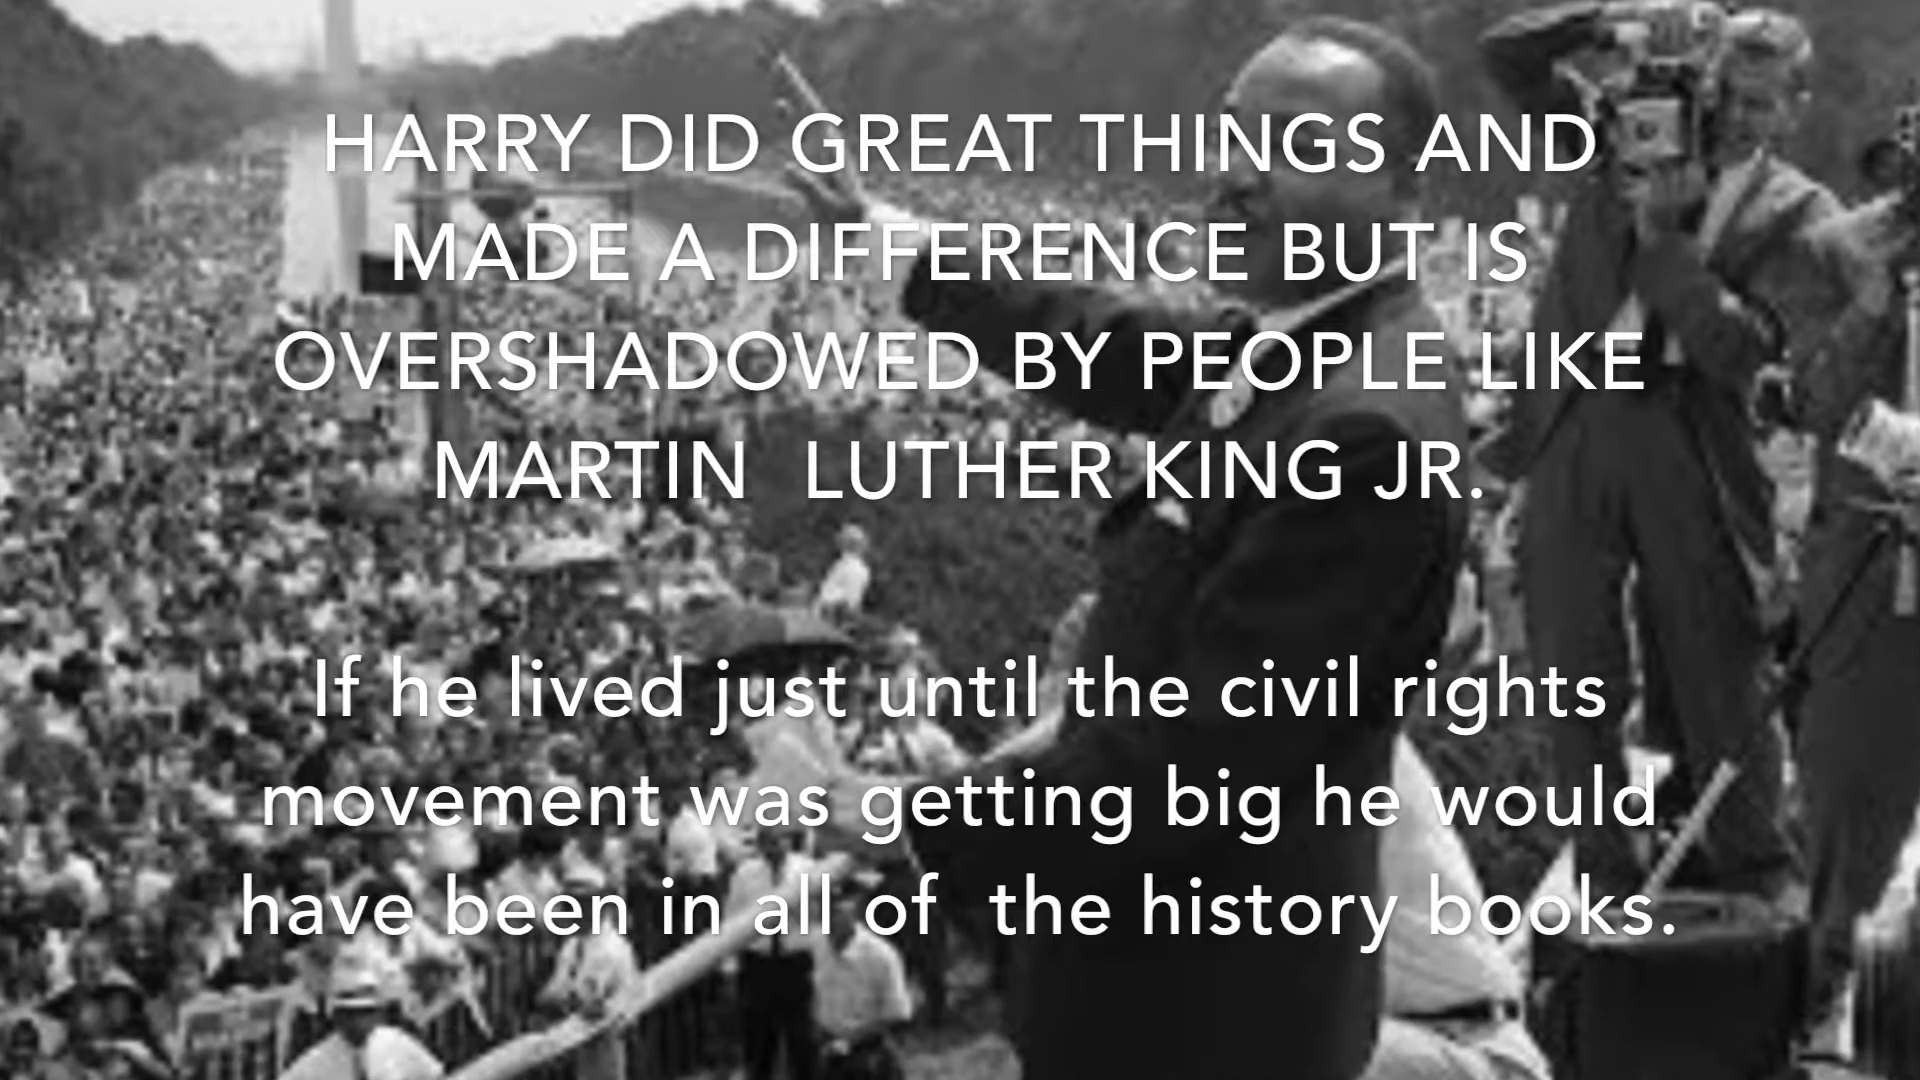 HARRY DID GREAT THINGS AND
MADE A DIFFERENCE BUT IS
OVERSHADOWED BY PEOPLE LIKE
MARTIN  LUTHER KING JR.
If he lived just until the civil rights
movement was getting big he would
have been in all of  the history books.